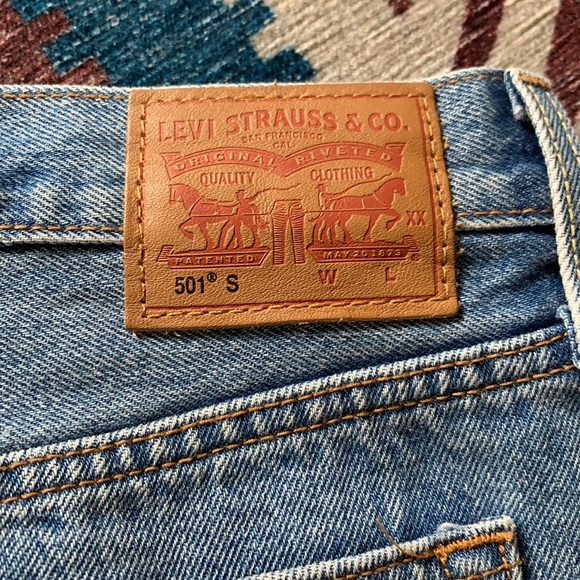 LEVI STRAUSS & CO.
SAN FRANCISCO
CAL.
ORIGINAL RIVETED
QUALITY CLOTHING
XX
PATENTED MAY 20 1873
®
501® S W L